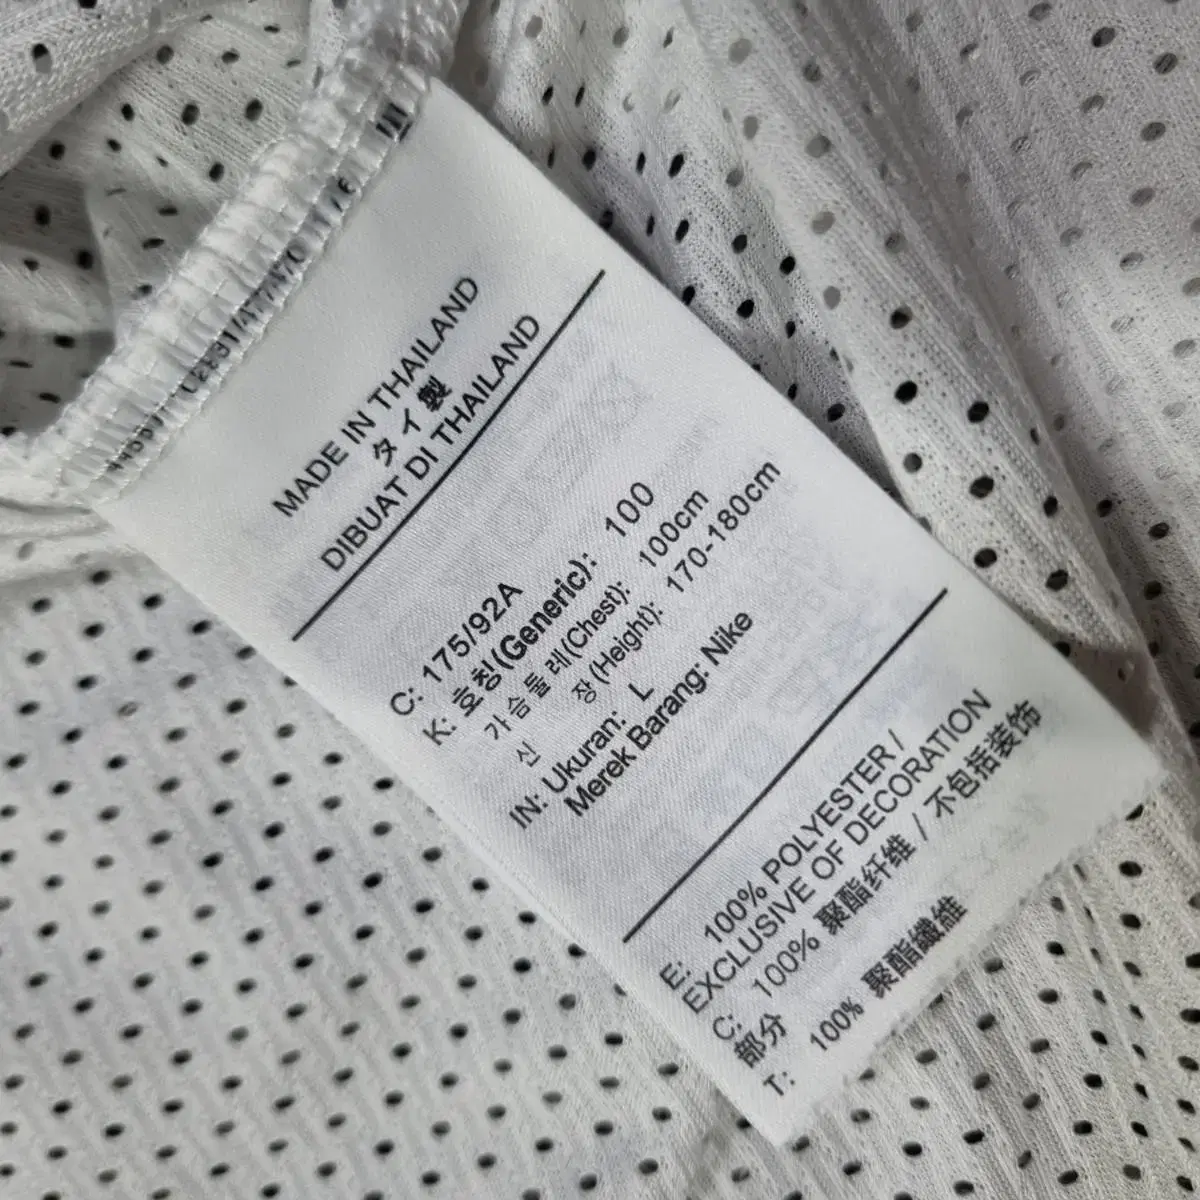 MADE IN THAILAND
タイ製
DIBUAT DI THAILAND
C: 175/92A
K: 호칭(Generic): 100
가슴둘레(Chest): 100cm
신 장(Height): 170-180cm
IN: Ukuran: L
Merek Barang: Nike
E: 100% POLYESTER /
EXCLUSIVE OF DECORATION
C: 100% 聚酯纤维 / 不包括装饰
部分
T: 100% 聚酯纖維